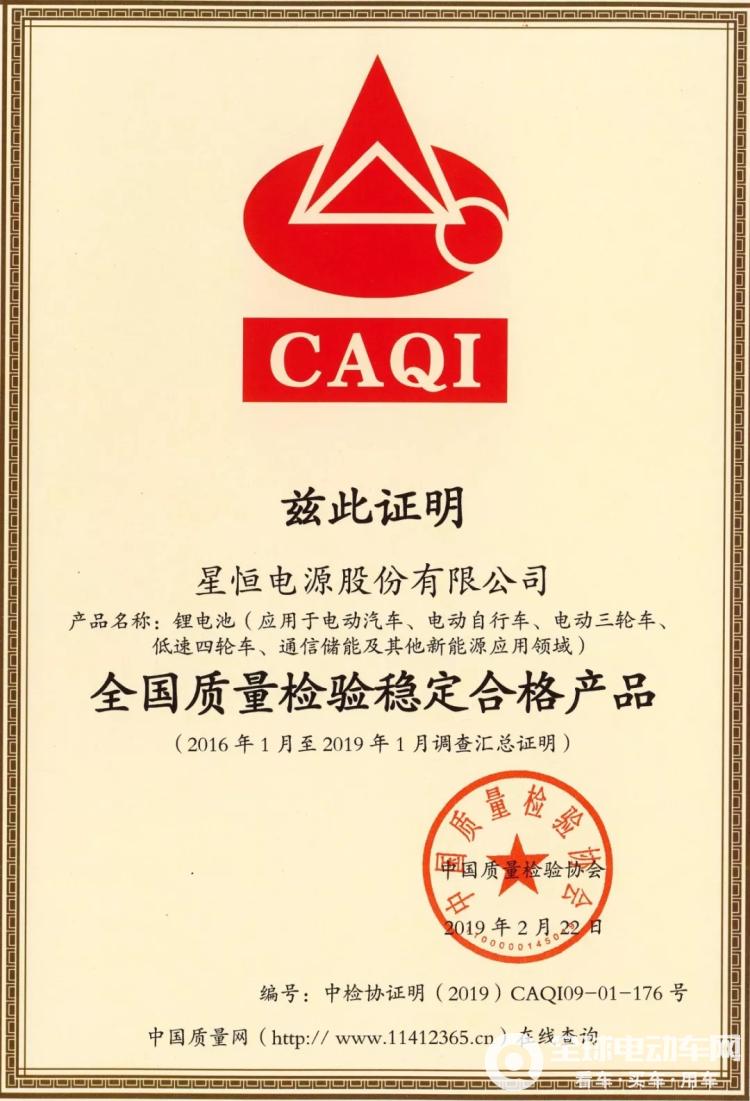 CAQI
兹此证明
星恒电源股份有限公司
产品名称：锂电池（应用于电动汽车、电动自行车、电动三轮车、
低速四轮车、通信储能及其他新能源应用领域）
全国质量检验稳定合格产品
（2016年1月至2019年1月调查汇总证明）
中国质量检验协会
中国质量检验协会
2019年2月22日
编号：中检协证明（2019）CAQI09-01-176号
中国质量网（http://www.11412365.cn）在线查询
全球电动车网
看车·买车·用车